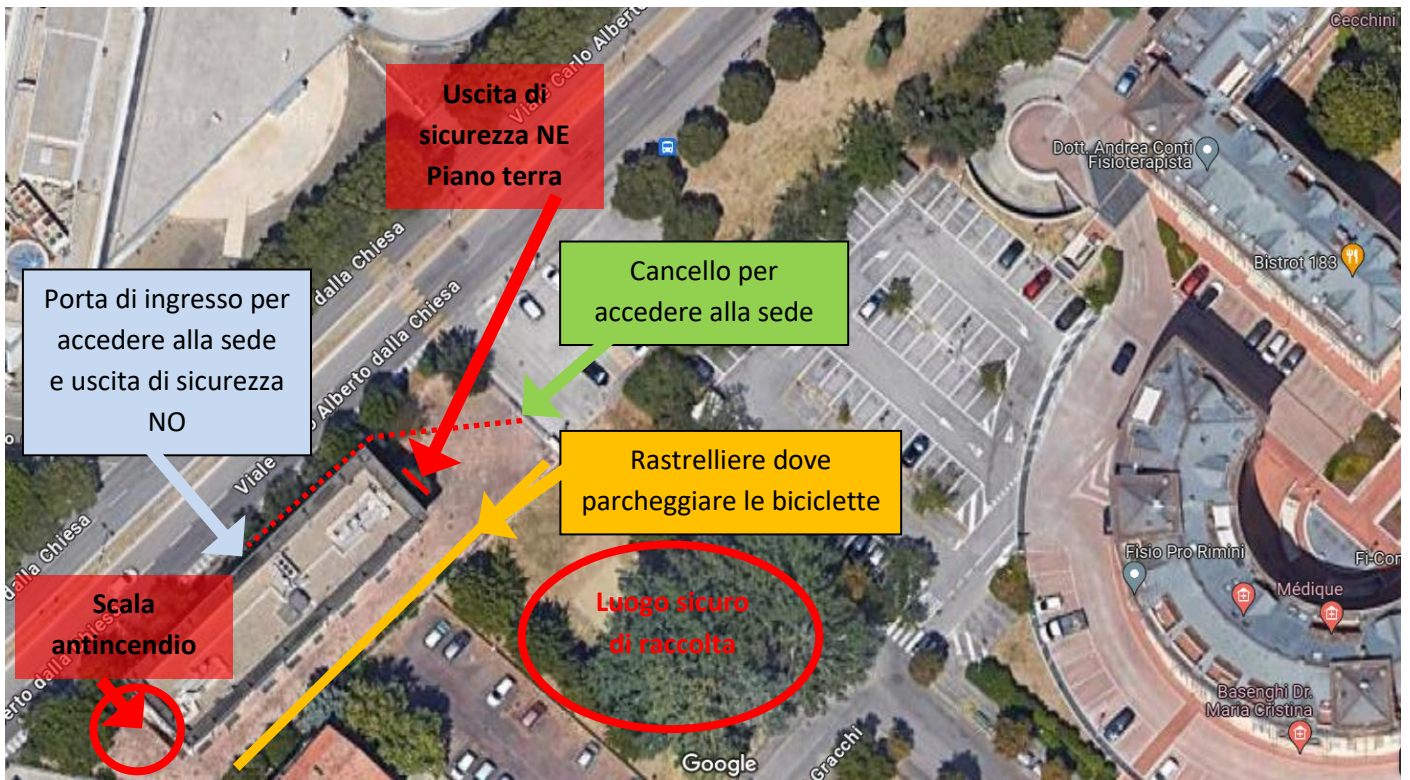 Cecchini
Viale Carlo Alberto
Uscita di
sicurezza NE
Piano terra
Dott. Andrea Conti
Fisioterapista
dalla Chiesa
Bistrot 183
Porta di ingresso per
accedere alla sede
e uscita di sicurezza
NO
Cancello per
accedere alla sede
Alberto dalla Chiesa
Viale
Rastrelliere dove
parcheggiare le biciclette
dalla Chiesa
Fisio Pro Rimini
Médique
Scala
antincendio
Luogo sicuro
di raccolta
erto dalla Chiesa
Basenghi Dr.
Maria Cristina
Google
Gracchi